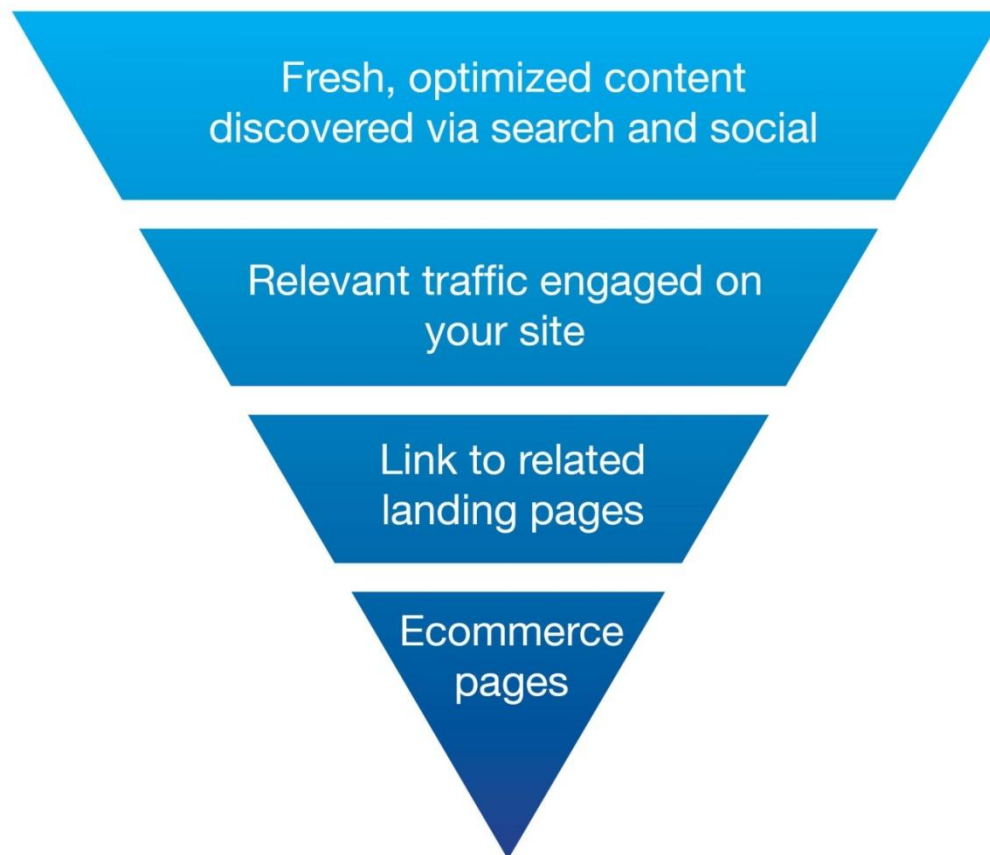 Fresh, optimized content
discovered via search and social
Relevant traffic engaged on
your site
Link to related
landing pages
Ecommerce
pages